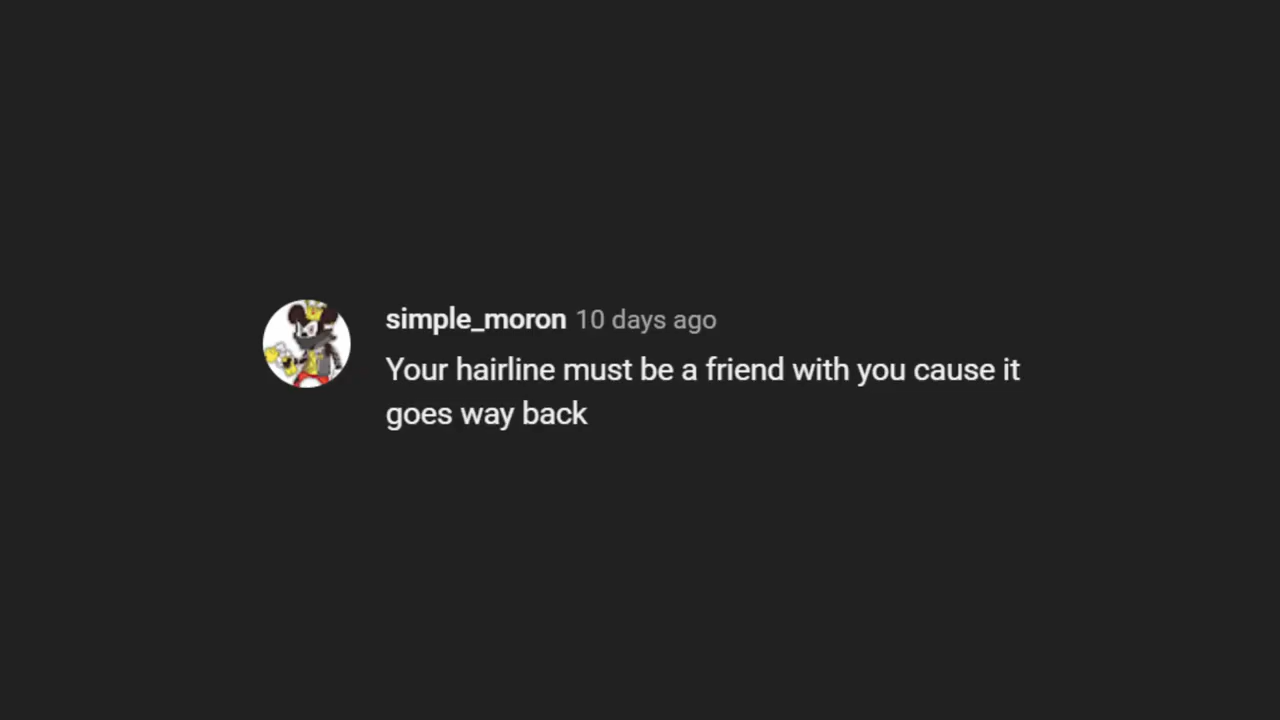 simple_moron 10 days ago
Your hairline must be a friend with you cause it
goes way back